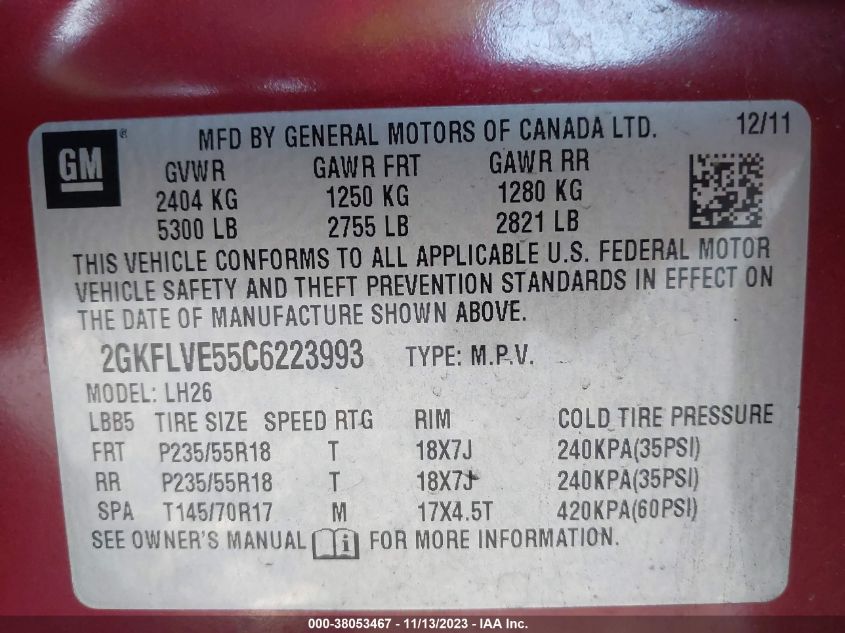 GM ® MFD BY GENERAL MOTORS OF CANADA LTD. 12/11
GVWR GAWR FRT GAWR RR
2404 KG 1250 KG 1280 KG
5300 LB 2755 LB 2821 LB
THIS VEHICLE CONFORMS TO ALL APPLICABLE U.S. FEDERAL MOTOR
VEHICLE SAFETY AND THEFT PREVENTION STANDARDS IN EFFECT ON
THE DATE OF MANUFACTURE SHOWN ABOVE.
2GKFLVE55C6223993 TYPE: M.P.V.
MODEL: LH26
LBB5 TIRE SIZE SPEED RTG RIM COLD TIRE PRESSURE
FRT P235/55R18 T 18X7J 240KPA(35PSI)
RR P235/55R18 T 18X7J 240KPA(35PSI)
SPA T145/70R17 M 17X4.5T 420KPA(60PSI)
SEE OWNER'S MANUAL i FOR MORE INFORMATION.
000-38053467 - 11/13/2023 - IAA Inc.